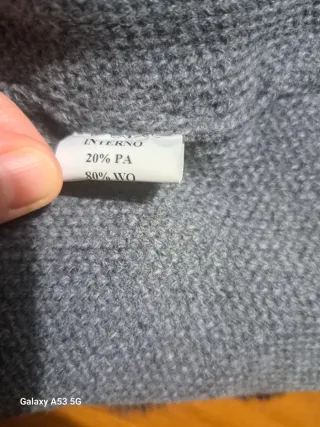 INTERNO
20% PA
80% WO
Galaxy A53 5G